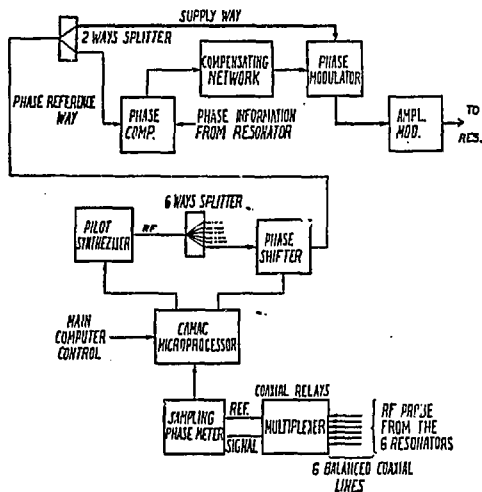 SUPPLY WAY
2 WAYS SPLITTER
PHASE REFERENCE
WAY
COMPENSATING
NETWORK
PHASE
MODULATOR
PHASE
COMP.
PHASE INFORMATION
FROM RESONATOR
AMPL.
MOD.
TO
RES.
6 WAYS SPLITTER
PILOT
SYNTHEZISER
RF
PHASE
SHIFTER
MAIN
COMPUTER
CONTROL
CAMAC
MICROPROCESSOR
SAMPLING
PHASE METER
REF.
SIGNAL
COAXIAL RELAYS
MULTIPLEXER
RF PROBE
FROM THE
6 RESONATORS
6 BALANCED COAXIAL
LINES